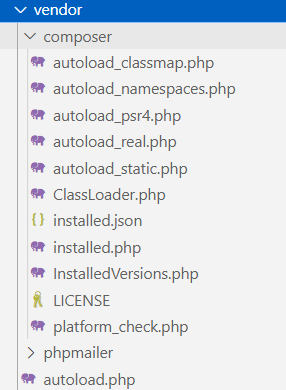 vendor
composer
autoload_classmap.php
autoload_namespaces.php
autoload_psr4.php
autoload_real.php
autoload_static.php
ClassLoader.php
installed.json
installed.php
InstalledVersions.php
LICENSE
platform_check.php
phpmailer
autoload.php